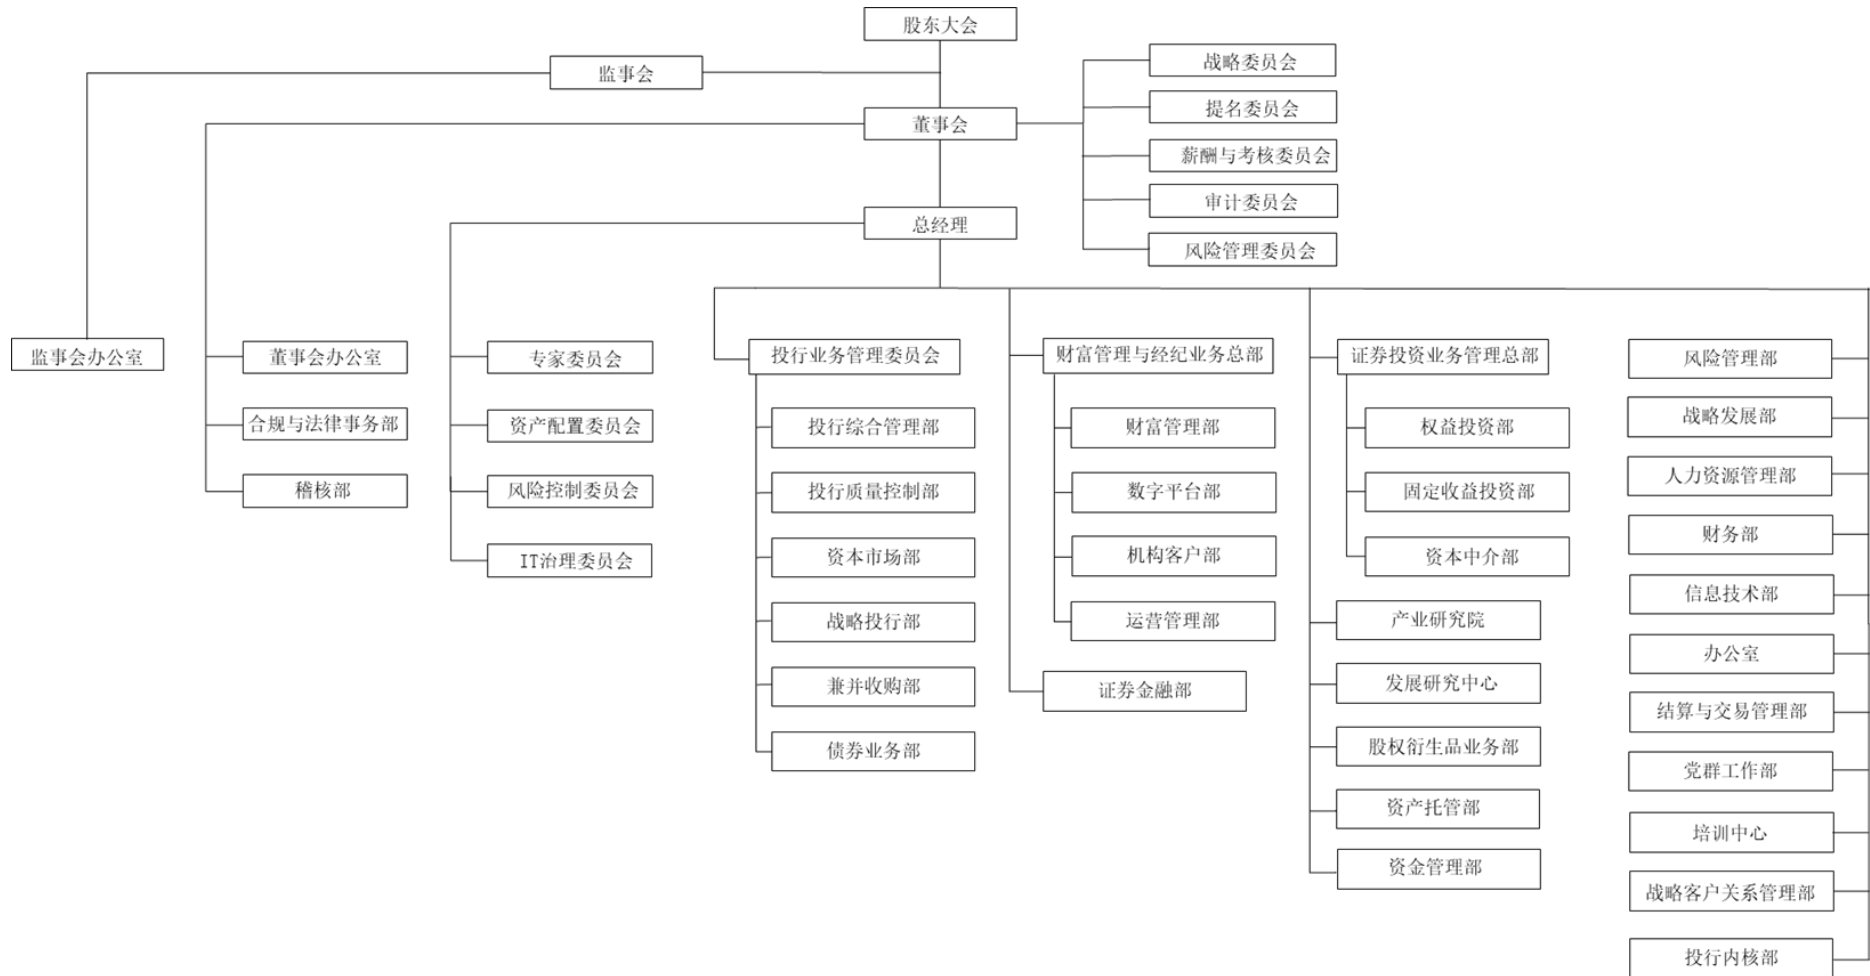 股东大会
监事会
战略委员会
提名委员会
董事会
薪酬与考核委员会
审计委员会
总经理
风险管理委员会
监事会办公室
董事会办公室
合规与法律事务部
稽核部
专家委员会
资产配置委员会
风险控制委员会
IT治理委员会
投行业务管理委员会
投行综合管理部
投行质量控制部
资本市场部
战略投行部
兼并收购部
债券业务部
财富管理与经纪业务总部
财富管理部
数字平台部
机构客户部
运营管理部
证券金融部
证券投资业务管理总部
权益投资部
固定收益投资部
资本中介部
产业研究院
发展研究中心
股权衍生品业务部
资产托管部
资金管理部
风险管理部
战略发展部
人力资源管理部
财务部
信息技术部
办公室
结算与交易管理部
党群工作部
培训中心
战略客户关系管理部
投行内核部